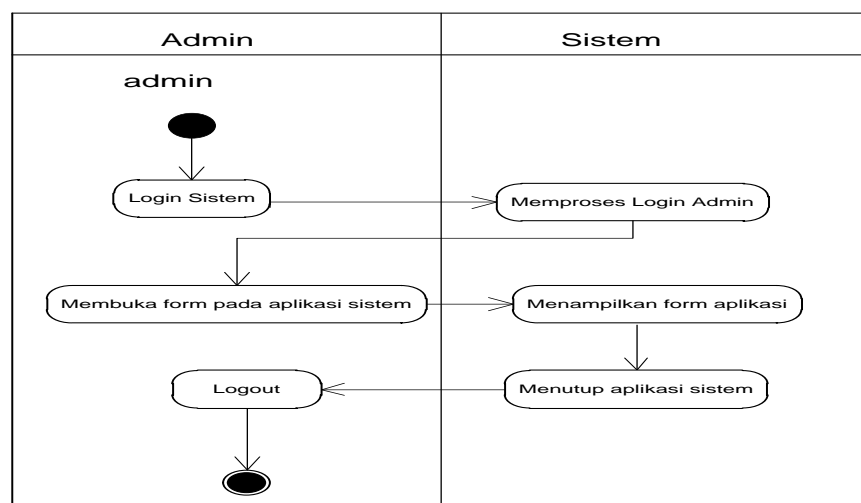 Admin
Sistem
admin
Login Sistem
Memproses Login Admin
Membuka form pada aplikasi sistem
Menampilkan form aplikasi
Logout
Menutup aplikasi sistem